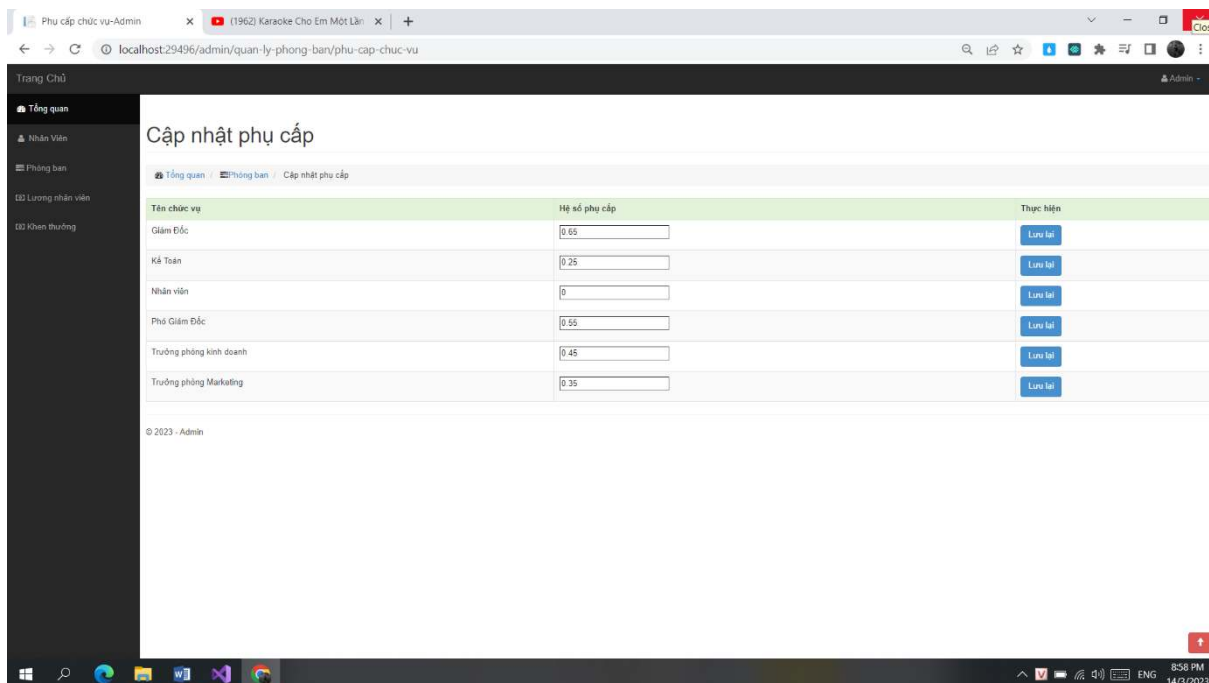 Phụ cấp chức vụ-Admin
(1962) Karaoke Cho Em Một Lần
Clos
localhost:29496/admin/quan-ly-phong-ban/phu-cap-chuc-vu
Trang Chủ
Admin
Tổng quan
Nhân Viên
Phòng ban
Lương nhân viên
Khen thưởng
Cập nhật phụ cấp
Tổng quan / Phòng ban / Cập nhật phụ cấp
Tên chức vụ Hệ số phụ cấp Thực hiện
Giám Đốc 0.65 Lưu lại
Kế Toán 0.25 Lưu lại
Nhân viên 0 Lưu lại
Phó Giám Đốc 0.55 Lưu lại
Trưởng phòng kinh doanh 0.45 Lưu lại
Trưởng phòng Marketing 0.35 Lưu lại
© 2023 - Admin
ENG
8:58 PM
14/3/2023